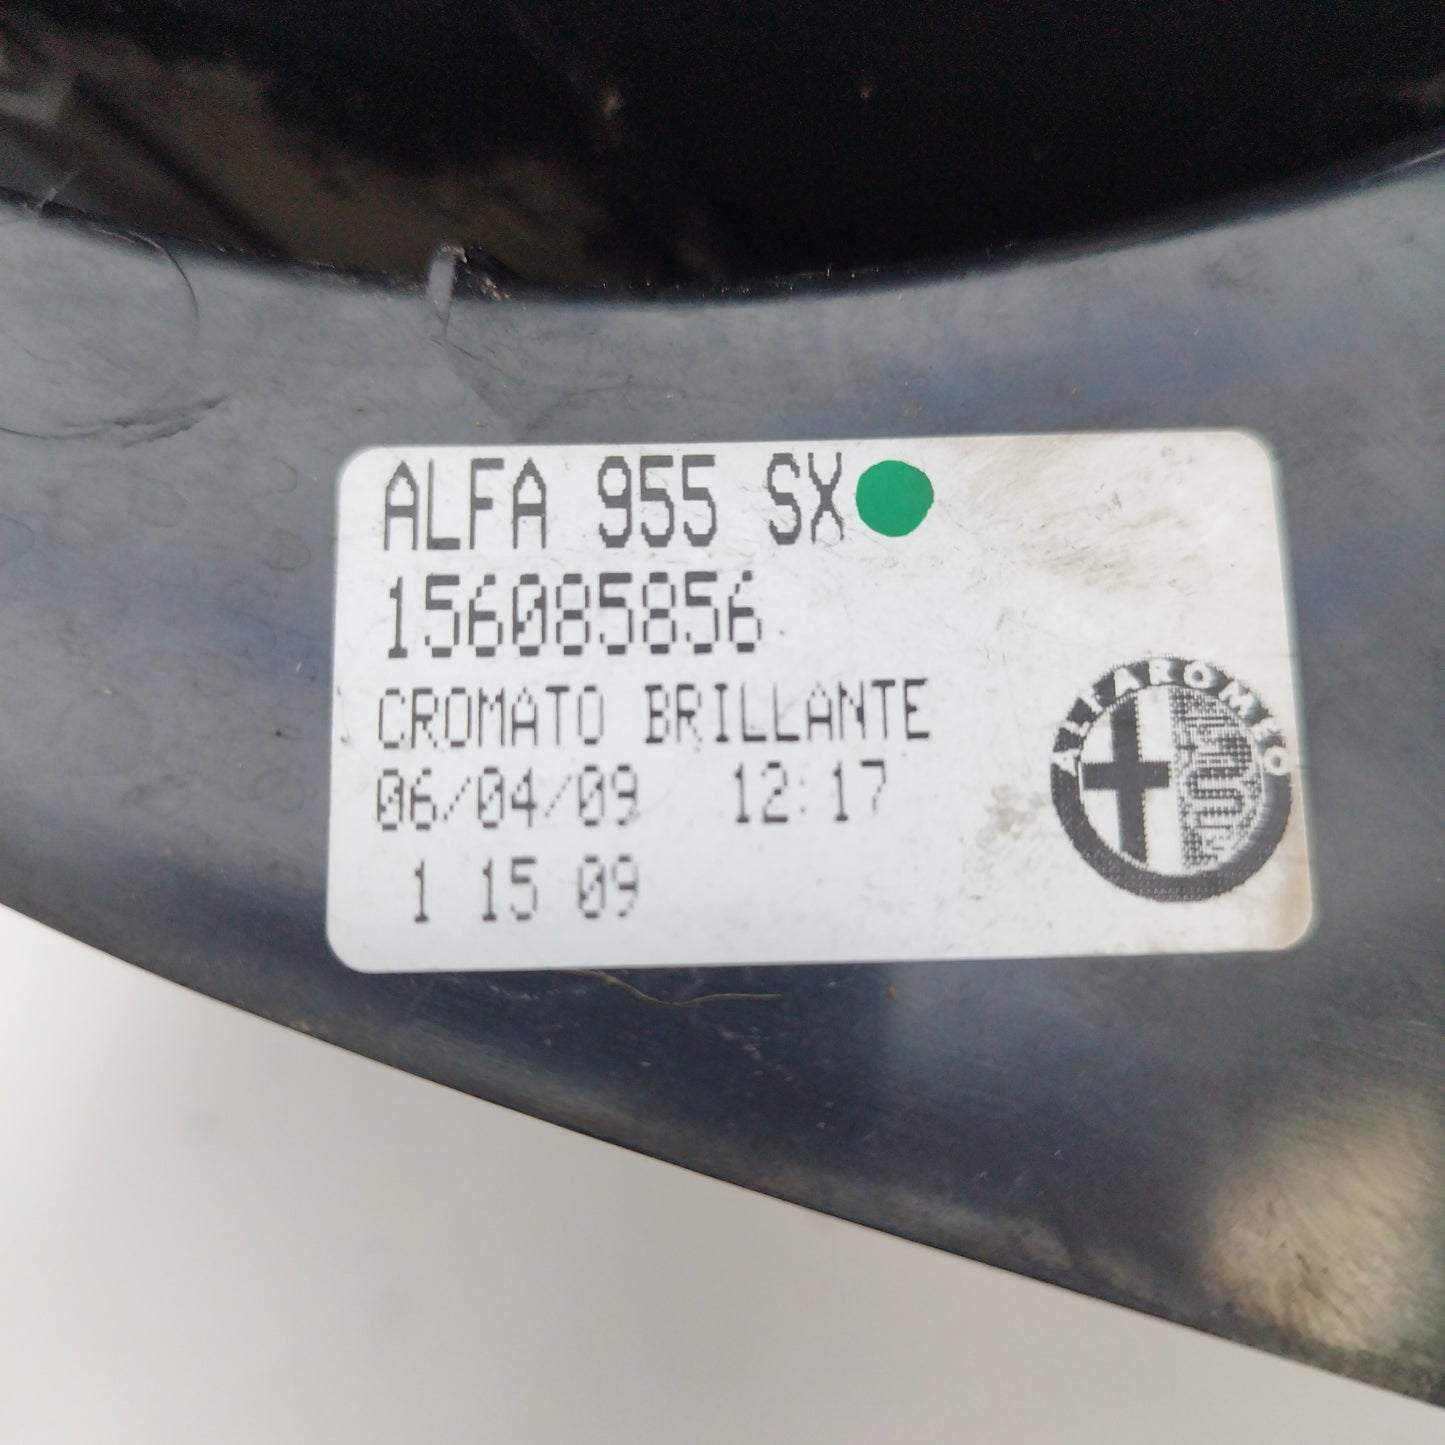 ALFA 955 SX
156085856
CROMATO BRILLANTE
06/04/09 12:17
1 15 09
ALFA ROMEO